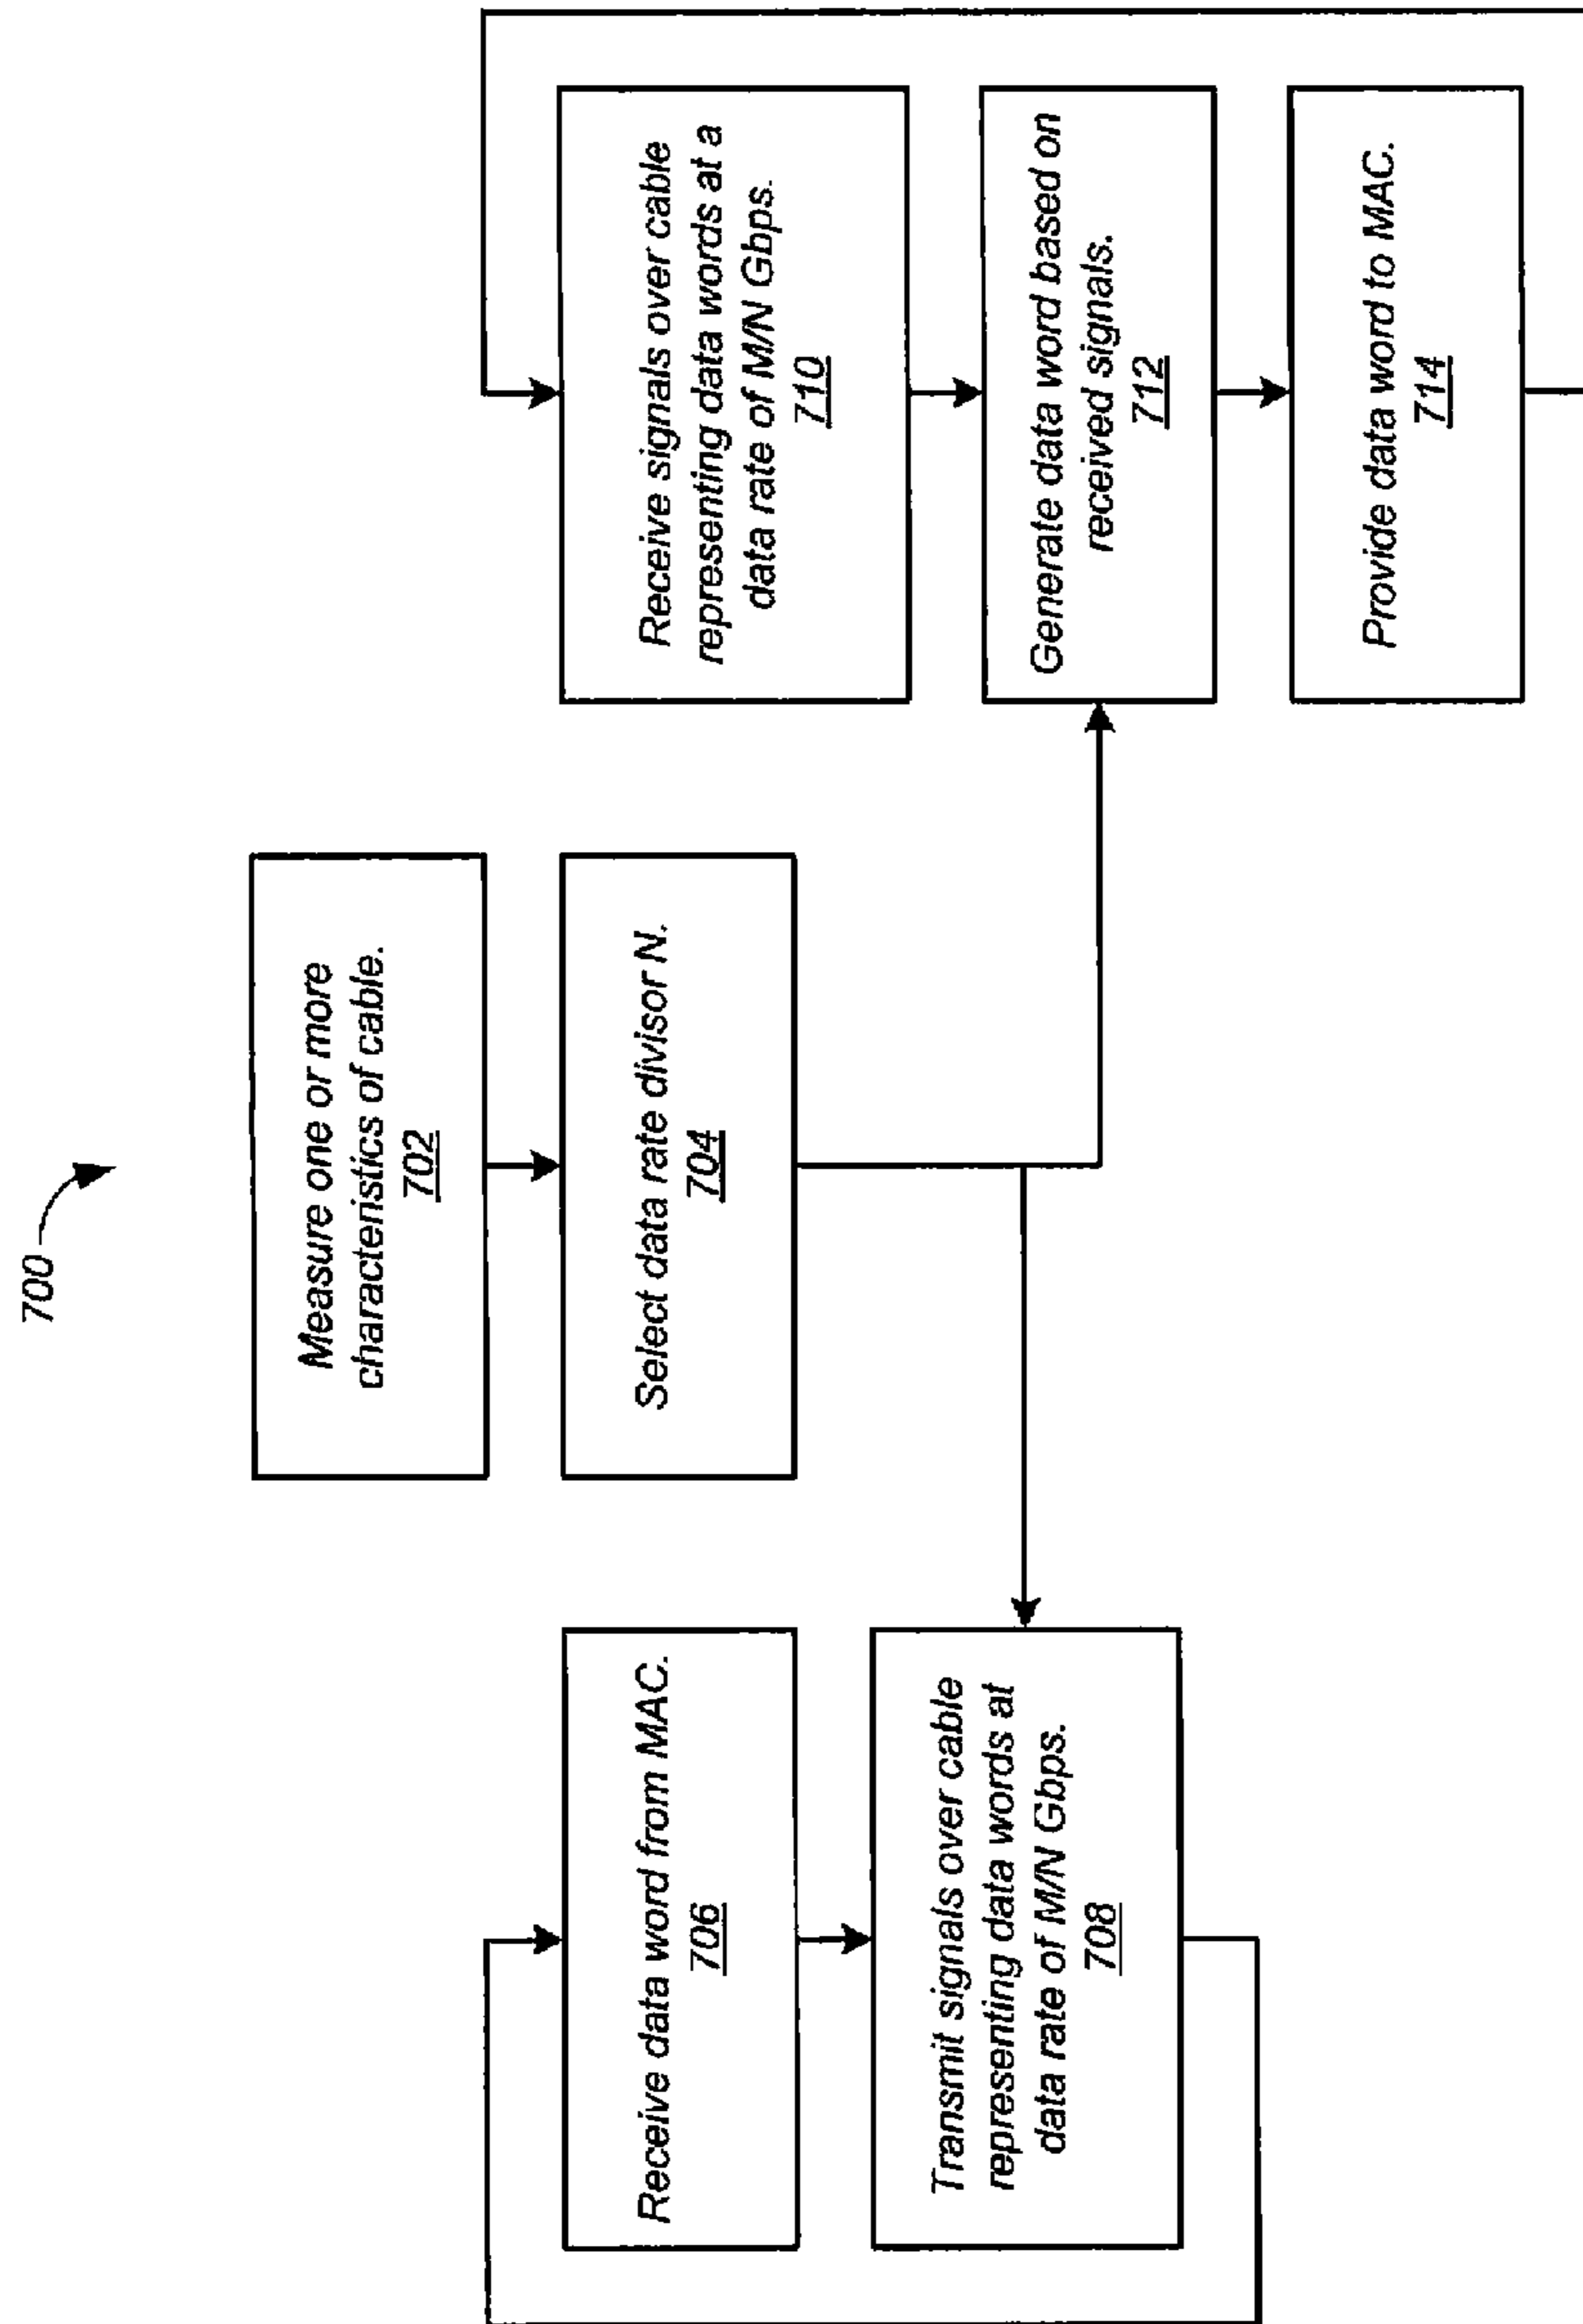 700
Measure one or more
characteristics of cable.
702
Select data rate divisor N.
704
Receive data word from MAC.
706
Transmit signals over cable
representing data words at
data rate of M/N Gbps.
708
Receive signals over cable
representing data words at a
data rate of M/N Gbps.
710
Generate data word based on
received signals.
712
Provide data word to MAC.
714